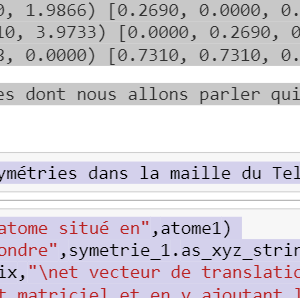 0, 1.9866) [0.2690, 0.0000, 0.
10, 3.9733) [0.0000, 0.2690, 0
3, 0.0000) [0.7310, 0.7310, 0.
es dont nous allons parler qui
ymétries dans la maille du Tel
atome situé en",atome1)
ondre",symetrie_1.as_xyz_strin
ix,"\net vecteur de translatio
t matriciel et en y ajoutant l